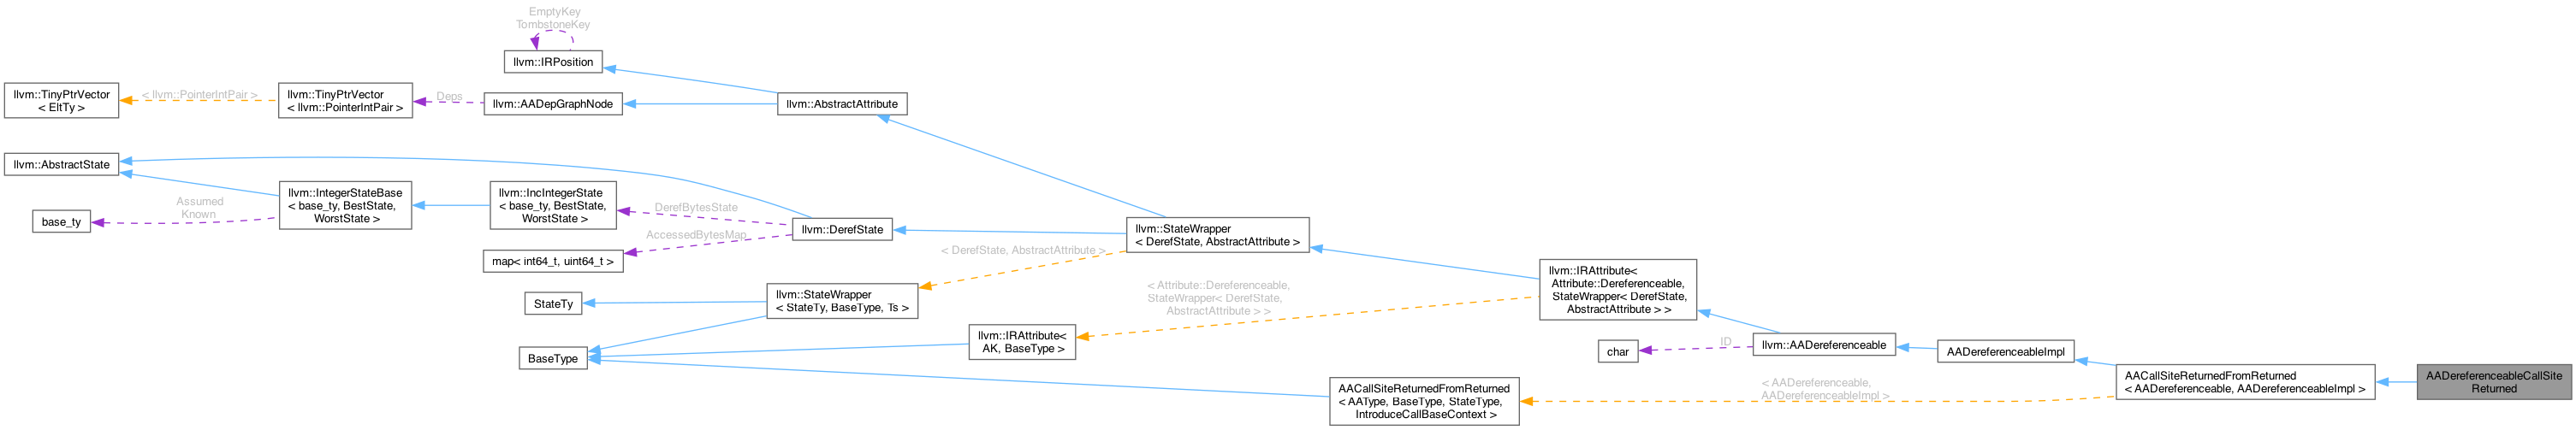 EmptyKey
TombstoneKey
llvm::IRPosition
llvm::TinyPtrVector
< EltTy >
< llvm::PointerIntPair >
llvm::TinyPtrVector
< llvm::PointerIntPair >
Deps
llvm::AADepGraphNode
llvm::AbstractAttribute
llvm::AbstractState
llvm::IntegerStateBase
< base_ty, BestState,
WorstState >
llvm::IncIntegerState
< base_ty, BestState,
WorstState >
Assumed
Known
base_ty
DerefBytesState
AccessedBytesMap
llvm::DerefState
map< int64_t, uint64_t >
llvm::StateWrapper
< DerefState, AbstractAttribute >
< DerefState, AbstractAttribute >
StateTy
llvm::StateWrapper
< StateTy, BaseType, Ts >
< Attribute::Dereferenceable,
StateWrapper< DerefState,
AbstractAttribute > >
llvm::IRAttribute<
Attribute::Dereferenceable,
StateWrapper< DerefState,
AbstractAttribute > >
BaseType
llvm::IRAttribute<
AK, BaseType >
char
ID
llvm::AADereferenceable
AADereferenceableImpl
AACallSiteReturnedFromReturned
< AAType, BaseType, StateType,
IntroduceCallBaseContext >
< AADereferenceable,
AADereferenceableImpl >
AACallSiteReturnedFromReturned
< AADereferenceable, AADereferenceableImpl >
AADereferenceableCallSite
Returned